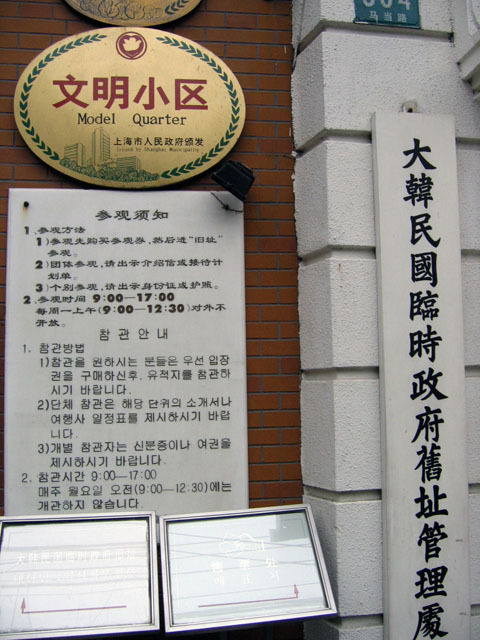 304
马当路
文明小区
Model Quarter
上海市人民政府颁发
Issued by Shanghai Municipality
参观须知
1、参观方法
1)参观先购买参观券,然后进“旧址”
参观。
2)团体参观,请出示介绍信或接待计
划单。
3)个别参观,请出示身份证或护照。
2、参观时间 9:00—17:00
每周一上午(9:00—12:30)对外不
开放。
참관안내
1. 참관방법
1)참관을 원하시는 분들은 우선 입장
권을 구매하신후, 유적지를 참관하
시기 바랍니다.
2)단체 참관은 해당 단위의 소개서나
여행사 일정표를 제시하시기 바랍
니다.
3)개별 참관자는 신분증이나 여권을
제시하시기 바랍니다.
2. 참관시간 9:00—17:00
매주 월요일 오전(9:00—12:30)에는
개관하지 않습니다.
大韓民國臨時政府舊址管理處